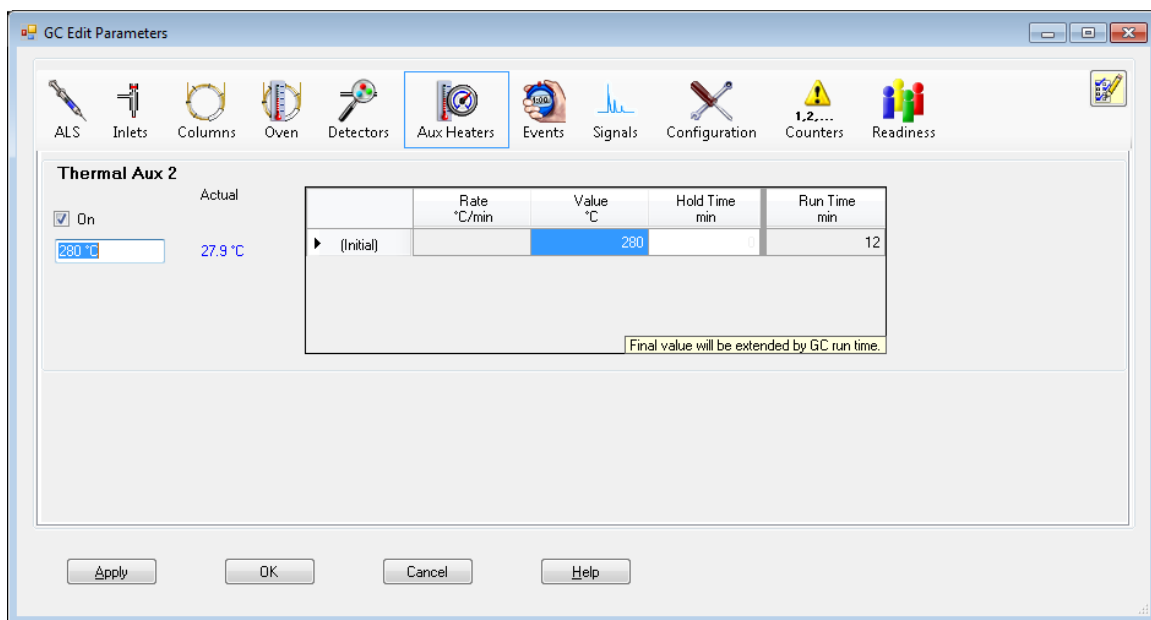 GC Edit Parameters
1:00
1,2,...
ALS Inlets Columns Oven Detectors Aux Heaters Events Signals Configuration Counters Readiness
Thermal Aux 2
Actual
On
280 °C 27.9 °C
Rate Value Hold Time Run Time
°C/min °C min min
(Initial) 280 0 12
Final value will be extended by GC run time.
Apply OK Cancel Help